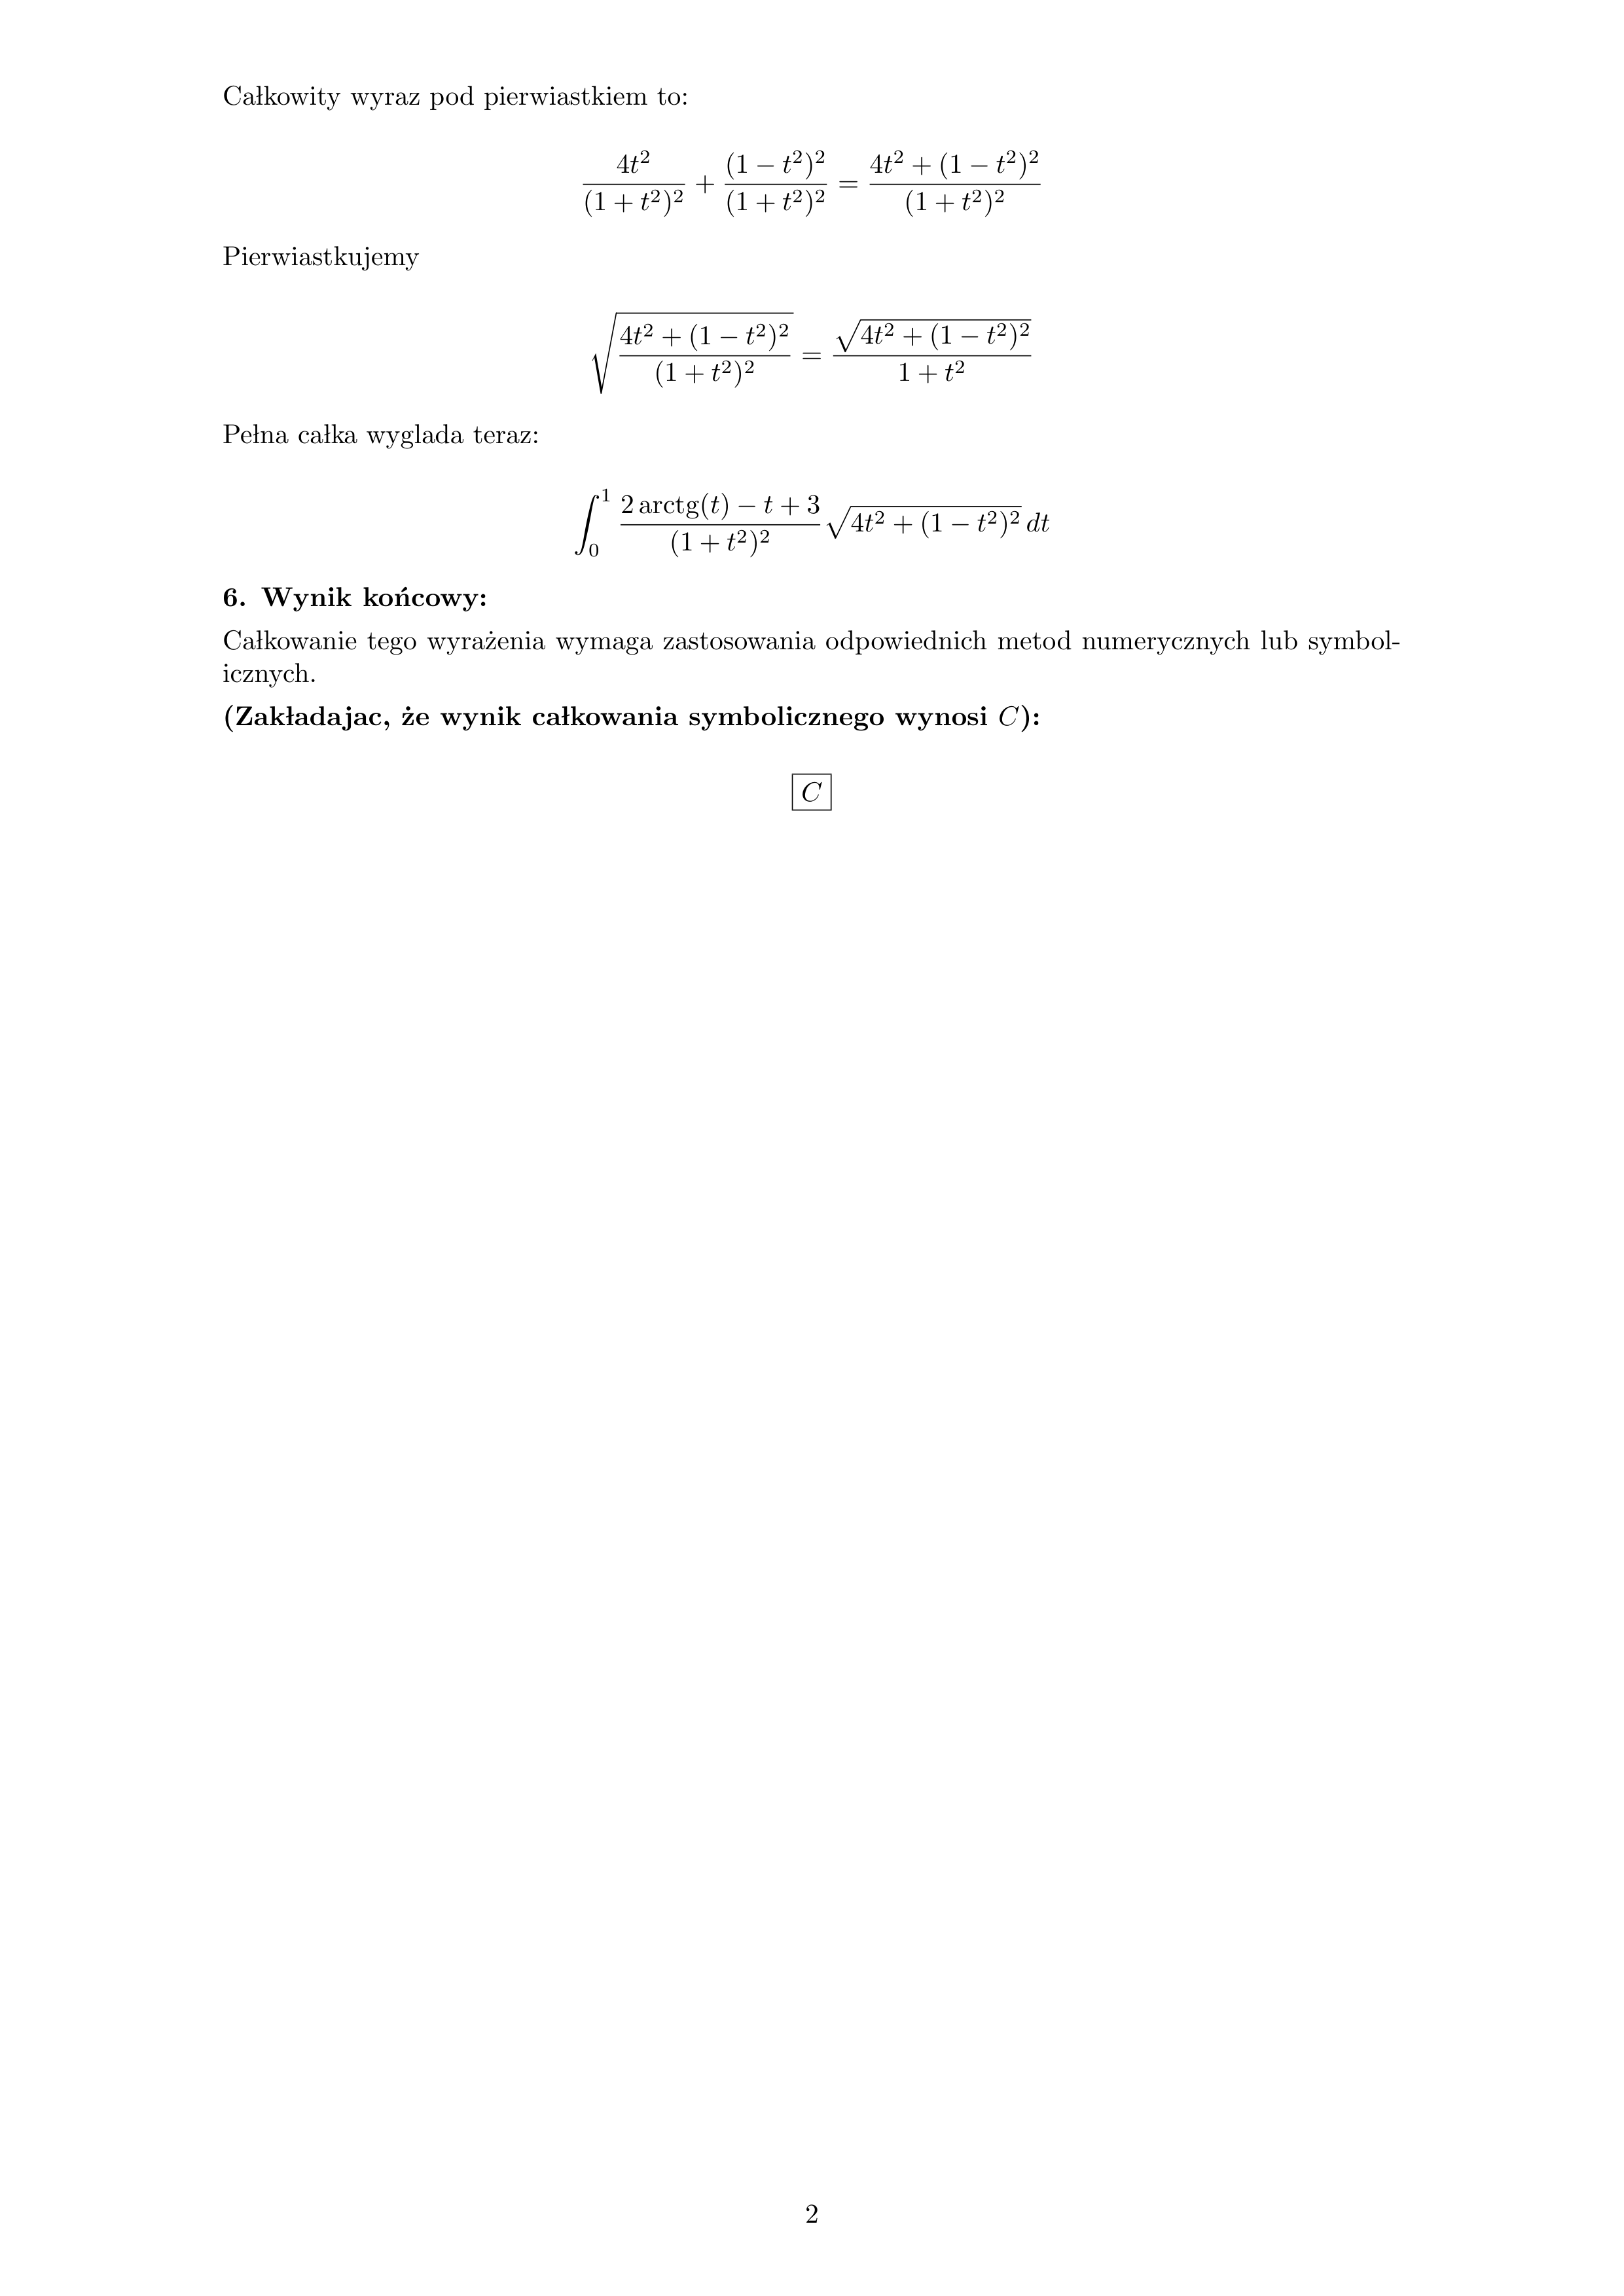 Całkowity wyraz pod pierwiastkiem to:
\frac{4t^2}{(1+t^2)^2} + \frac{(1-t^2)^2}{(1+t^2)^2} = \frac{4t^2+(1-t^2)^2}{(1+t^2)^2}
Pierwiastkujemy
\sqrt{\frac{4t^2+(1-t^2)^2}{(1+t^2)^2}} = \frac{\sqrt{4t^2+(1-t^2)^2}}{1+t^2}
Pełna całka wyglada teraz:
\int_0^1 \frac{2\,\mathrm{arctg}(t)-t+3}{(1+t^2)^2}\sqrt{4t^2+(1-t^2)^2}\,dt
6. Wynik końcowy:
Całkowanie tego wyrażenia wymaga zastosowania odpowiednich metod numerycznych lub symbol-
icznych.
(Zakładajac, że wynik całkowania symbolicznego wynosi C):
C
2